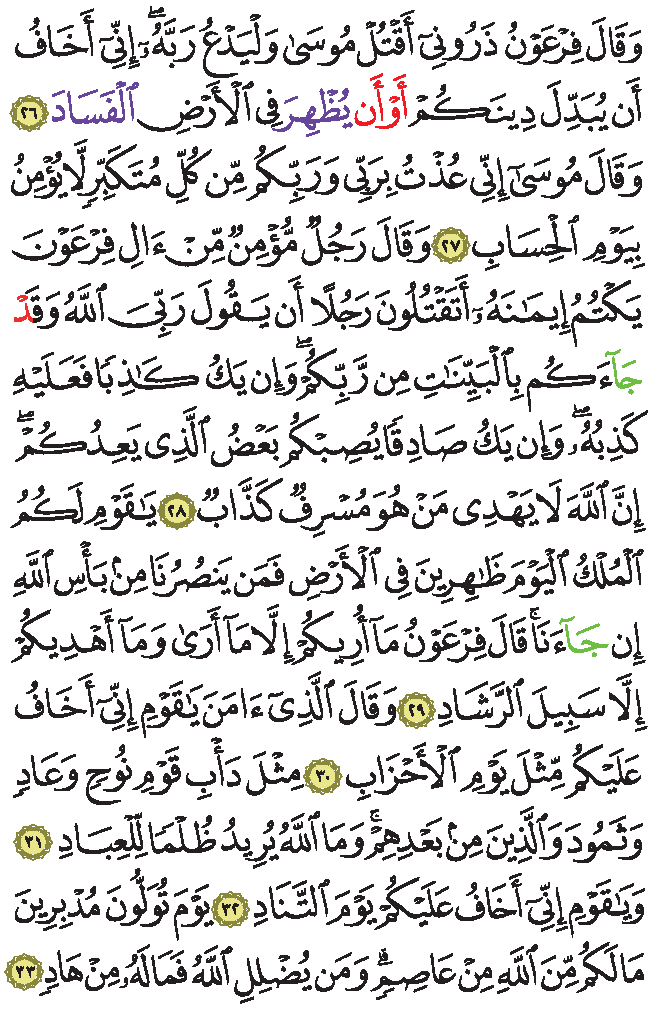 وَقَالَ فِرْعَوْنُ ذَرُونِيٓ أَقْتُلْ مُوسَىٰ وَلْيَدْعُ رَبَّهُۥٓۖ إِنِّيٓ أَخَافُ
أَن يُبَدِّلَ دِينَكُمْ أَوْ أَن يُظْهِرَ فِي ٱلْأَرْضِ ٱلْفَسَادَ ٢٦
وَقَالَ مُوسَىٰٓ إِنِّي عُذْتُ بِرَبِّي وَرَبِّكُم مِّن كُلِّ مُتَكَبِّرٍ لَّا يُؤْمِنُ
بِيَوْمِ ٱلْحِسَابِ ٢٧ وَقَالَ رَجُلٌ مُّؤْمِنٌ مِّنْ ءَالِ فِرْعَوْنَ
يَكْتُمُ إِيمَٰنَهُۥٓ أَتَقْتُلُونَ رَجُلًا أَن يَقُولَ رَبِّيَ ٱللَّهُ وَقَدْ
جَآءَكُم بِٱلْبَيِّنَٰتِ مِن رَّبِّكُمْۖ وَإِن يَكُ كَٰذِبًا فَعَلَيْهِ
كَذِبُهُۥۖ وَإِن يَكُ صَادِقًا يُصِبْكُم بَعْضُ ٱلَّذِي يَعِدُكُمْۖ
إِنَّ ٱللَّهَ لَا يَهْدِي مَنْ هُوَ مُسْرِفٌ كَذَّابٌ ٢٨ يَٰقَوْمِ لَكُمُ
ٱلْمُلْكُ ٱلْيَوْمَ ظَٰهِرِينَ فِي ٱلْأَرْضِ فَمَن يَنصُرُنَا مِنۢ بَأْسِ ٱللَّهِ
إِن جَآءَنَاۚ قَالَ فِرْعَوْنُ مَآ أُرِيكُمْ إِلَّا مَآ أَرَىٰ وَمَآ أَهْدِيكُمْ
إِلَّا سَبِيلَ ٱلرَّشَادِ ٢٩ وَقَالَ ٱلَّذِيٓ ءَامَنَ يَٰقَوْمِ إِنِّيٓ أَخَافُ
عَلَيْكُم مِّثْلَ يَوْمِ ٱلْأَحْزَابِ ٣٠ مِثْلَ دَأْبِ قَوْمِ نُوحٍ وَعَادٍ
وَثَمُودَ وَٱلَّذِينَ مِنۢ بَعْدِهِمْۚ وَمَا ٱللَّهُ يُرِيدُ ظُلْمًا لِّلْعِبَادِ ٣١
وَيَٰقَوْمِ إِنِّيٓ أَخَافُ عَلَيْكُمْ يَوْمَ ٱلتَّنَادِ ٣٢ يَوْمَ تُوَلُّونَ مُدْبِرِينَ
مَا لَكُم مِّنَ ٱللَّهِ مِنْ عَاصِمٍۗ وَمَن يُضْلِلِ ٱللَّهُ فَمَا لَهُۥ مِنْ هَادٍ ٣٣